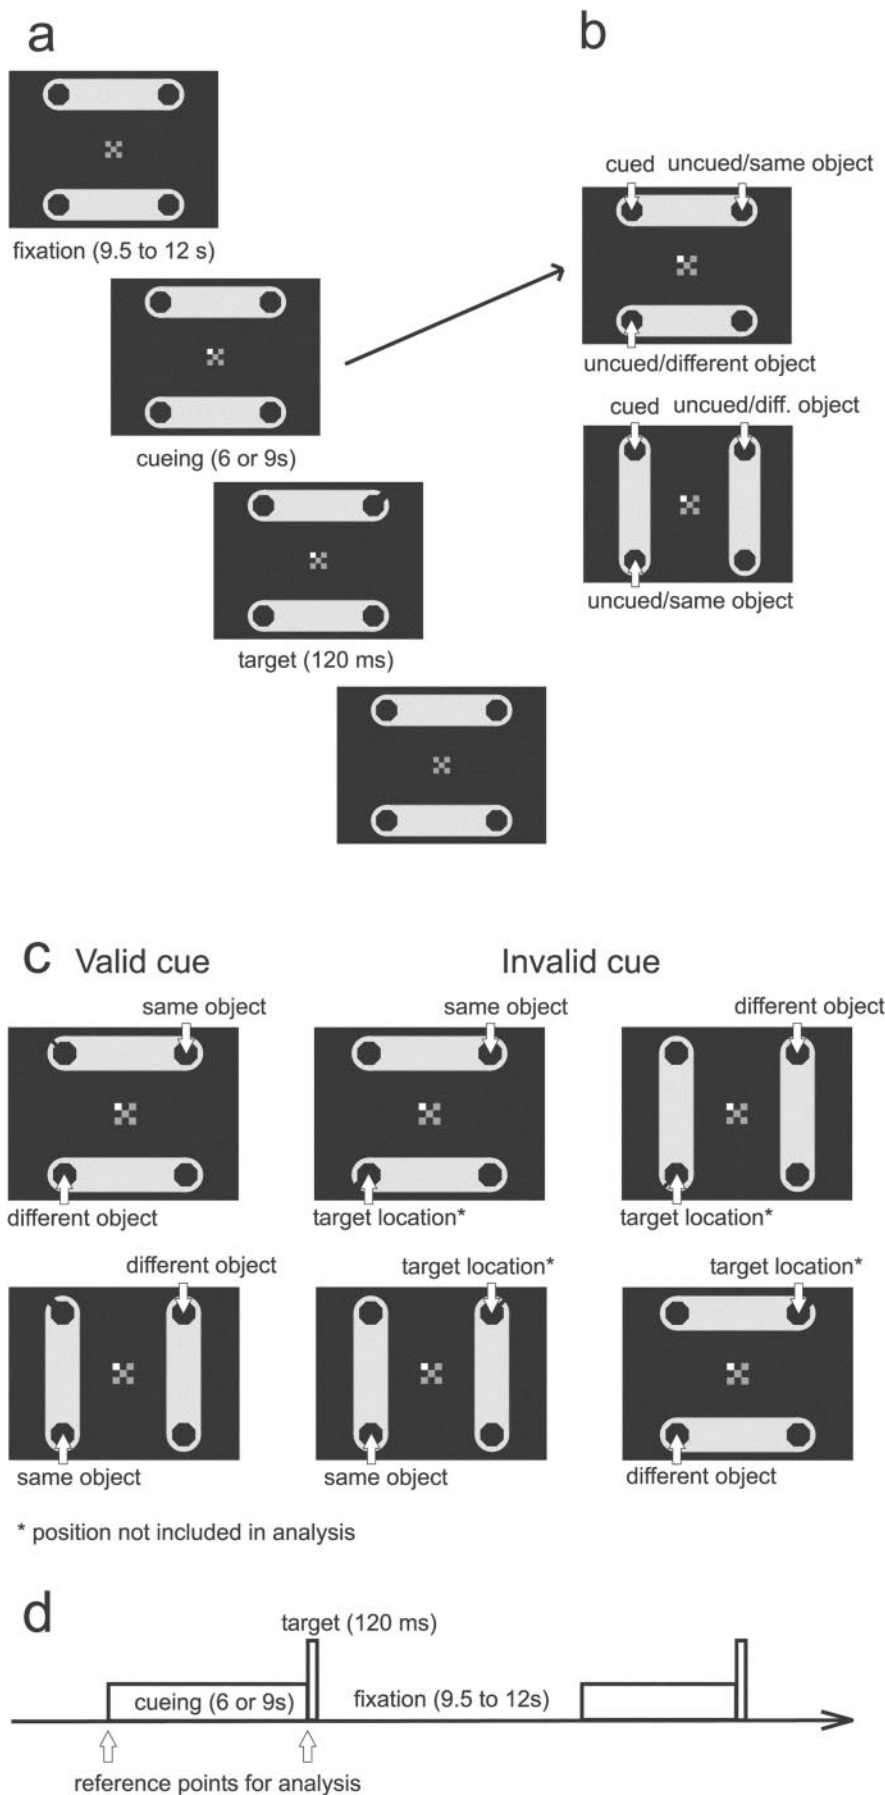 a
b
cued uncued/same object
fixation (9.5 to 12 s)
uncued/different object
cued uncued/diff. object
cueing (6 or 9s)
uncued/same object
target (120 ms)
c Valid cue Invalid cue
same object same object different object
different object target location* target location*
different object target location* target location*
same object same object different object
* position not included in analysis
d
target (120 ms)
cueing (6 or 9s) fixation (9.5 to 12s)
reference points for analysis